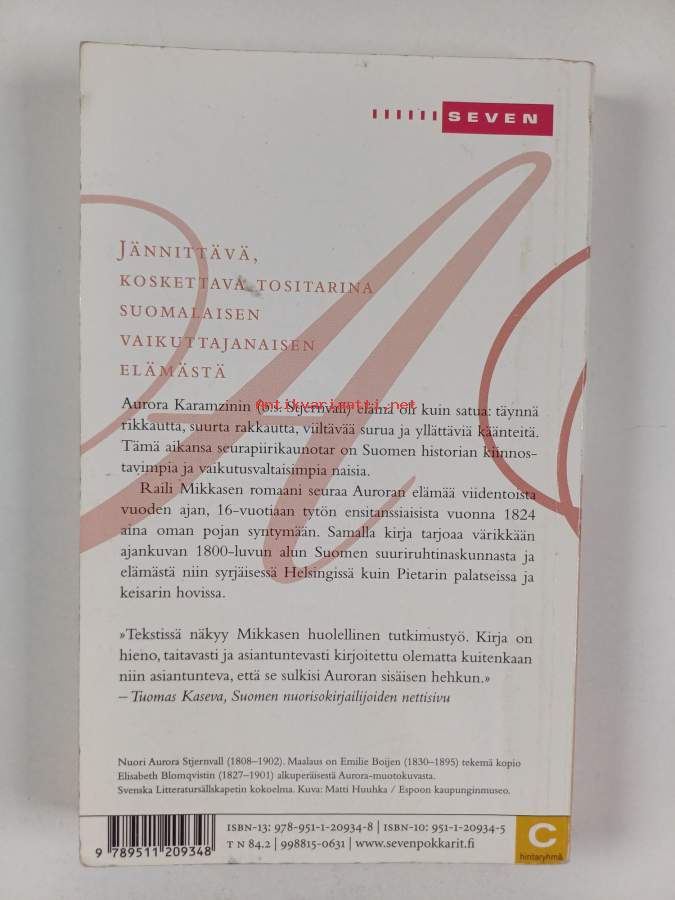 SEVEN
JÄNNITTÄVÄ,
KOSKETTAVA TOSITARINA
SUOMALAISEN
VAIKUTTAJANAISEN
ELÄMÄSTÄ
Antikvariaatti.net
Aurora Karamzinin (o.s. Stjernvall) elämä oli kuin satua: täynnä
rikkautta, suurta rakkautta, viiltävää surua ja yllättäviä käänteitä.
Tämä aikansa seurapiirikaunotar on Suomen historian kiinnos-
tavimpia ja vaikutusvaltaisimpia naisia.
Raili Mikkasen romaani seuraa Auroran elämää viidentoista
vuoden ajan, 16-vuotiaan tytön ensitanssiaisista vuonna 1824
aina oman pojan syntymään. Samalla kirja tarjoaa värikkään
ajankuvan 1800-luvun alun Suomen suuriruhtinaskunnasta ja
elämästä niin syrjäisessä Helsingissä kuin Pietarin palatseissa ja
keisarin hovissa.
»Tekstissä näkyy Mikkasen huolellinen tutkimustyö. Kirja on
hieno, taitavasti ja asiantuntevasti kirjoitettu olematta kuitenkaan
niin asiantunteva, että se sulkisi Auroran sisäisen hehkun.»
– Tuomas Kaseva, Suomen nuorisokirjailijoiden nettisivu
Nuori Aurora Stjernvall (1808–1902). Maalaus on Emilie Boijen (1830–1895) tekemä kopio
Elisabeth Blomqvistin (1827–1901) alkuperäisestä Aurora-muotokuvasta.
Svenska Litteratursällskapetin kokoelma. Kuva: Matti Huuhka / Espoon kaupunginmuseo.
ISBN-13: 978-951-1-20934-8 | ISBN-10: 951-1-20934-5
T N 84.2 | 998815-0631 | www.sevenpokkarit.fi
9 789511 209348
C
hintaryhmä